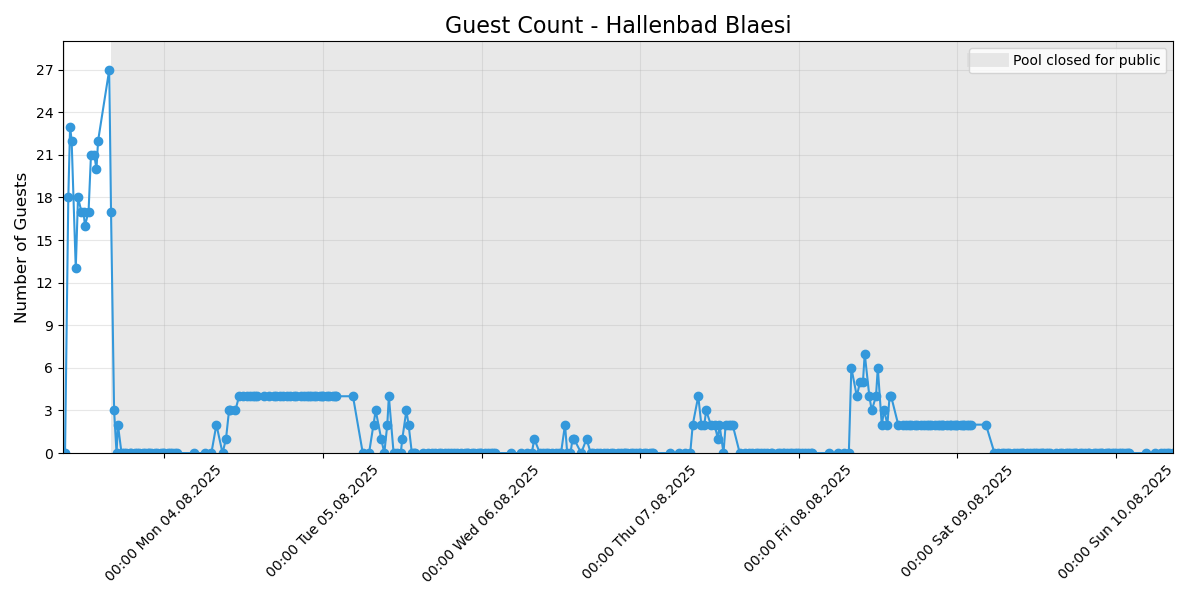 Guest Count - Hallenbad Blaesi
Pool closed for public
Number of Guests
27
24
21
18
15
12
9
6
3
0
00:00 Mon 04.08.2025
00:00 Tue 05.08.2025
00:00 Wed 06.08.2025
00:00 Thu 07.08.2025
00:00 Fri 08.08.2025
00:00 Sat 09.08.2025
00:00 Sun 10.08.2025